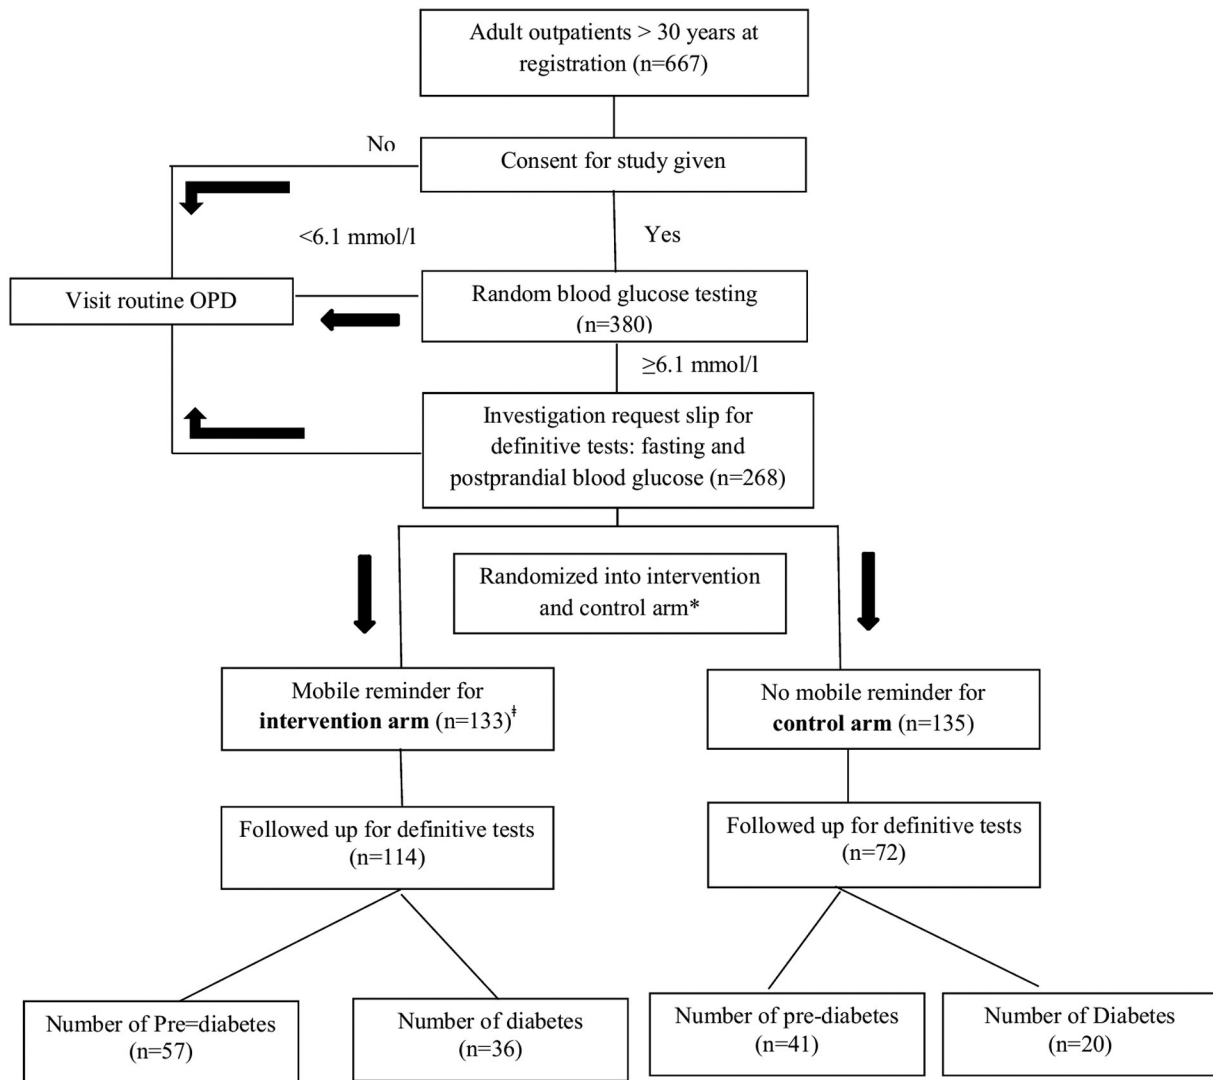 Adult outpatients > 30 years at
registration (n=667)
No
Consent for study given
<6.1 mmol/l
Yes
Visit routine OPD
Random blood glucose testing
(n=380)
≥6.1 mmol/l
Investigation request slip for
definitive tests: fasting and
postprandial blood glucose (n=268)
Randomized into intervention
and control arm*
Mobile reminder for
intervention arm (n=133)ǂ
No mobile reminder for
control arm (n=135)
Followed up for definitive tests
(n=114)
Followed up for definitive tests
(n=72)
Number of Pre=diabetes
(n=57)
Number of diabetes
(n=36)
Number of pre-diabetes
(n=41)
Number of Diabetes
(n=20)